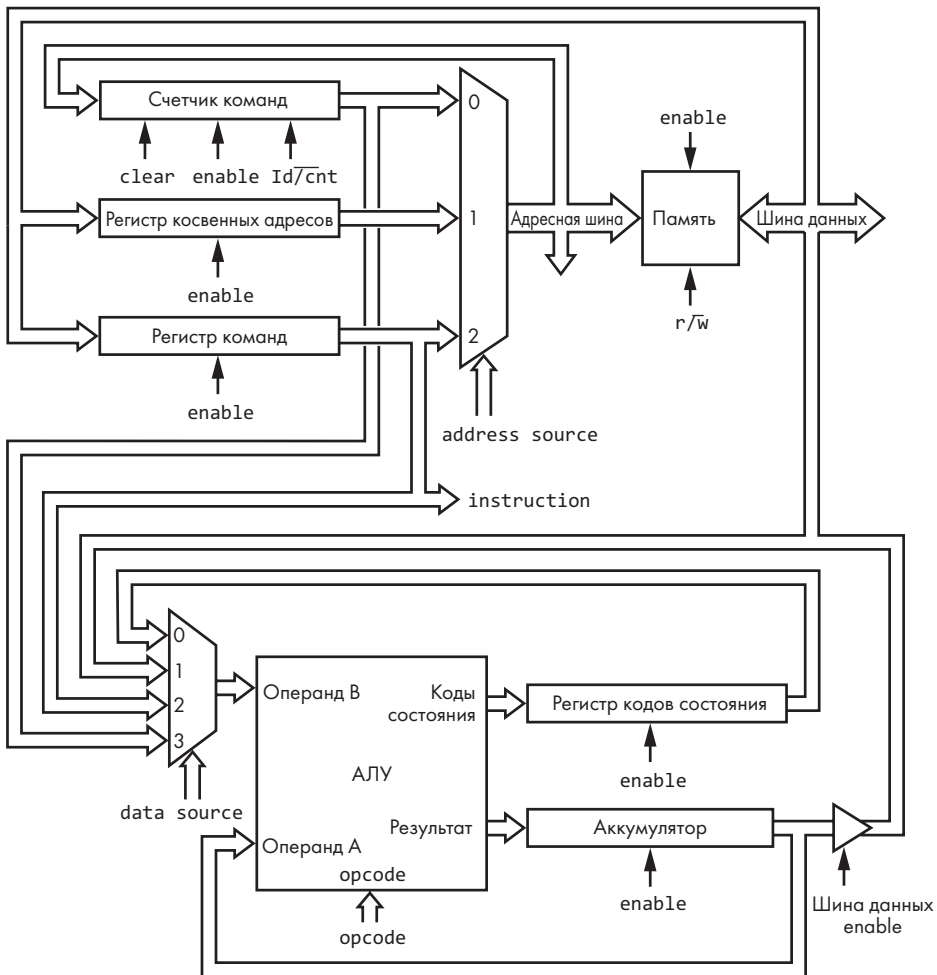 Счетчик команд
0
enable
clear enable Id/cnt
Регистр косвенных адресов
1
Адресная шина
Память
Шина данных
enable
r/w
Регистр команд
2
enable
address source
instruction
0
1
Операнд B
Коды
состояния
Регистр кодов состояния
2
3
АЛУ
enable
data source
Результат
Аккумулятор
Операнд A
opcode
enable
Шина данных
enable
opcode